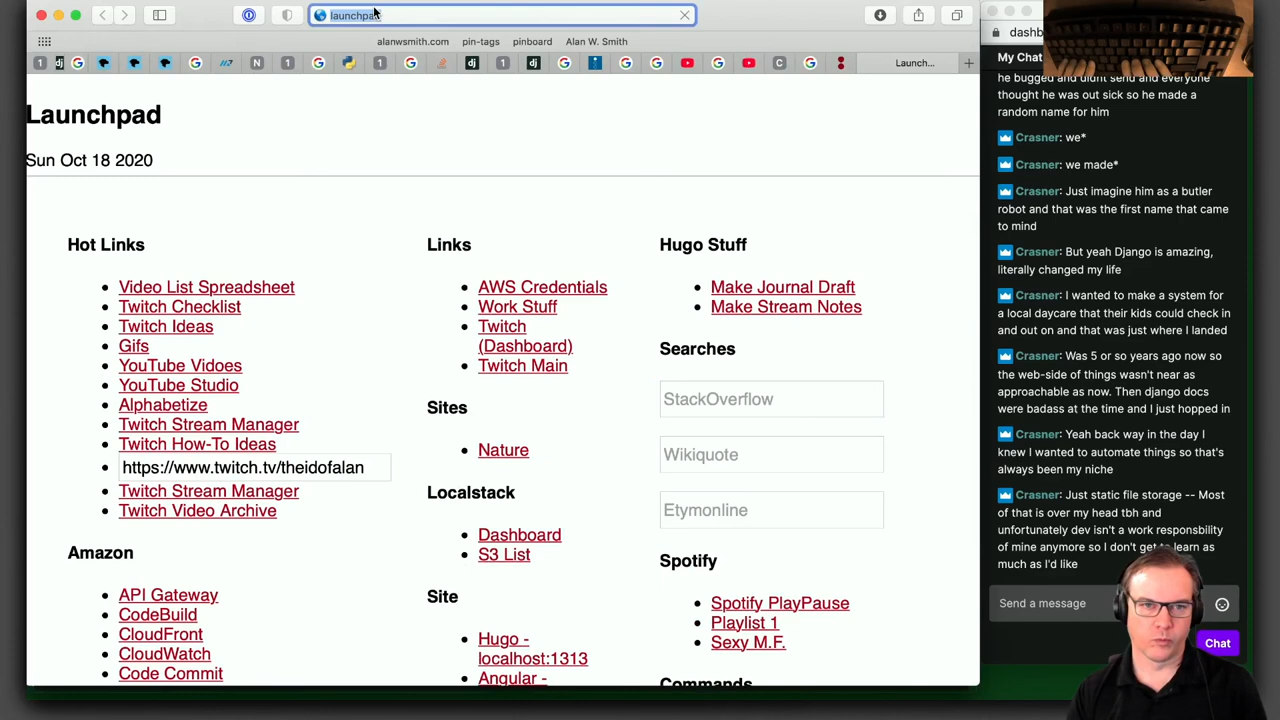 launchpad
dashb
alanwsmith.com
pin-tags
pinboard
Alan W. Smith
Launch...
Launchpad
Sun Oct 18 2020
Hot Links
Video List Spreadsheet
Twitch Checklist
Twitch Ideas
Gifs
YouTube Vidoes
YouTube Studio
Alphabetize
Twitch Stream Manager
Twitch How-To Ideas
https://www.twitch.tv/theidofalan
Twitch Stream Manager
Twitch Video Archive
Amazon
API Gateway
CodeBuild
CloudFront
CloudWatch
Code Commit
Links
AWS Credentials
Work Stuff
Twitch
(Dashboard)
Twitch Main
Sites
Nature
Localstack
Dashboard
S3 List
Site
Hugo -
localhost:1313
Angular -
Hugo Stuff
Make Journal Draft
Make Stream Notes
Searches
StackOverflow
Wikiquote
Etymonline
Spotify
Spotify PlayPause
Playlist 1
Sexy M.F.
Commands
My Chat
he bugged and didnt send and everyone
thought he was out sick so he made a
random name for him
Crasner: we*
Crasner: we made*
Crasner: Just imagine him as a butler
robot and that was the first name that came
to mind
Crasner: But yeah Django is amazing,
literally changed my life
Crasner: I wanted to make a system for
a local daycare that their kids could check in
and out on and that was just where I landed
Crasner: Was 5 or so years ago now so
the web-side of things wasn't near as
approachable as now. Then django docs
were badass at the time and I just hopped in
Crasner: Yeah back way in the day I
knew I wanted to automate things so that's
always been my niche
Crasner: Just static file storage -- Most
of that is over my head tbh and
unfortunately dev isn't a work responsbility
of mine anymore so I don't get to learn as
much as I'd like
Send a message
Chat